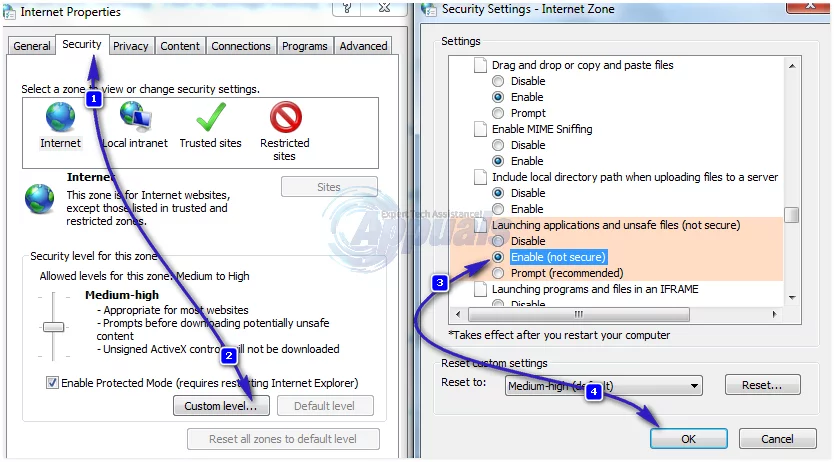 Internet Properties
?
General
Security
Privacy
Content
Connections
Programs
Advanced
1
Select a zone to view or change security settings.
Internet
Local intranet
Trusted sites
Restricted sites
Internet
Sites
This zone is for Internet websites, except those listed in trusted and restricted zones.
Security level for this zone
Allowed levels for this zone: Medium to High
Medium-high
- Appropriate for most websites
- Prompts before downloading potentially unsafe content
- Unsigned ActiveX controls will not be downloaded
2
Enable Protected Mode (requires restarting Internet Explorer)
Custom level...
Default level
Reset all zones to default level
Expert Tech Assistance!
Appuals
Security Settings - Internet Zone
Settings
Drag and drop or copy and paste files
Disable
Enable
Prompt
Enable MIME Sniffing
Disable
Enable
Include local directory path when uploading files to a server
Disable
Enable
Launching applications and unsafe files (not secure)
Disable
Enable (not secure)
Prompt (recommended)
3
Launching programs and files in an IFRAME
Disable
*Takes effect after you restart your computer
Reset custom settings
Reset to:
Medium-high (default)
Reset...
4
OK
Cancel